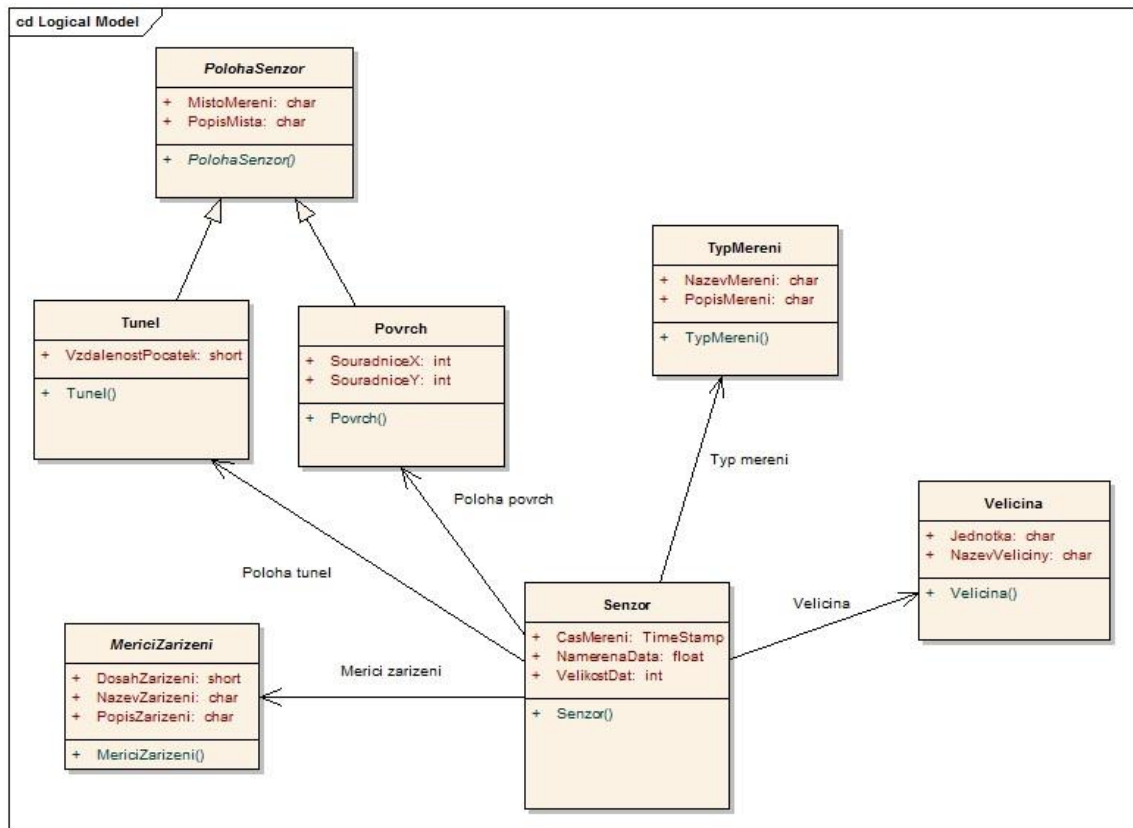 cd Logical Model
PolohaSenzor
+ MistoMereni: char
+ PopisMista: char
+ PolohaSenzor()
Tunel
+ VzdalenostPocatek: short
+ Tunel()
Povrch
+ SouradniceX: int
+ SouradniceY: int
+ Povrch()
TypMereni
+ NazevMereni: char
+ PopisMereni: char
+ TypMereni()
Typ mereni
Poloha povrch
Poloha tunel
Velicina
+ Jednotka: char
+ NazevVeliciny: char
+ Velicina()
Velicina
Senzor
+ CasMereni: TimeStamp
+ NamerenaData: float
+ VelikostDat: int
+ Senzor()
Merici zarizeni
MericiZarizeni
+ DosahZarizeni: short
+ NazevZarizeni: char
+ PopisZarizeni: char
+ MericiZarizeni()